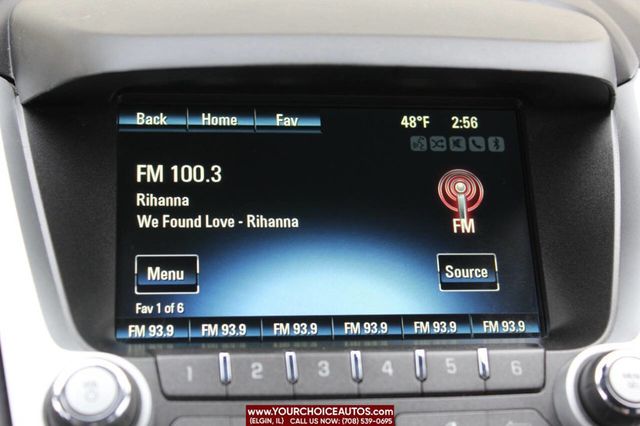 Back Home Fav 48°F 2:56
FM 100.3
Rihanna
We Found Love - Rihanna
FM
Menu Source
Fav 1 of 6
FM 93.9 FM 93.9 FM 93.9 FM 93.9 FM 93.9 FM 93.9
1 2 3 4 5 6
WWW.YOURCHOICEAUTOS.COM
(ELGIN, IL) CALL US NOW: (708) 539-0695